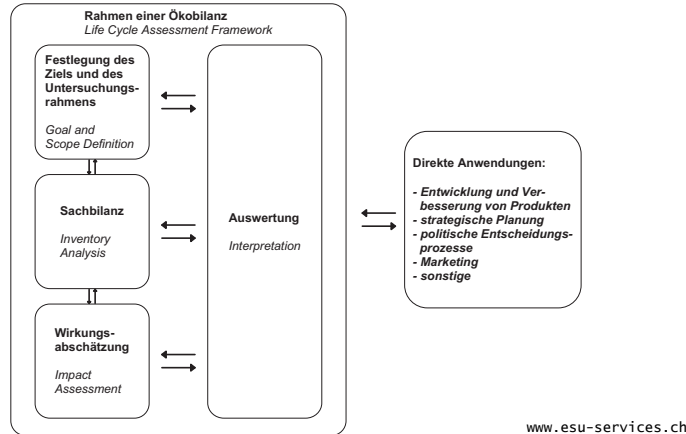 Rahmen einer Ökobilanz
Life Cycle Assessment Framework
Festlegung des
Ziels und des
Untersuchungs-
rahmens
Goal and
Scope Definition
Sachbilanz
Inventory
Analysis
Wirkungs-
abschätzung
Impact
Assessment
Auswertung
Interpretation
Direkte Anwendungen:
- Entwicklung und Ver-
besserung von Produkten
- strategische Planung
- politische Entscheidungs-
prozesse
- Marketing
- sonstige
www.esu-services.ch